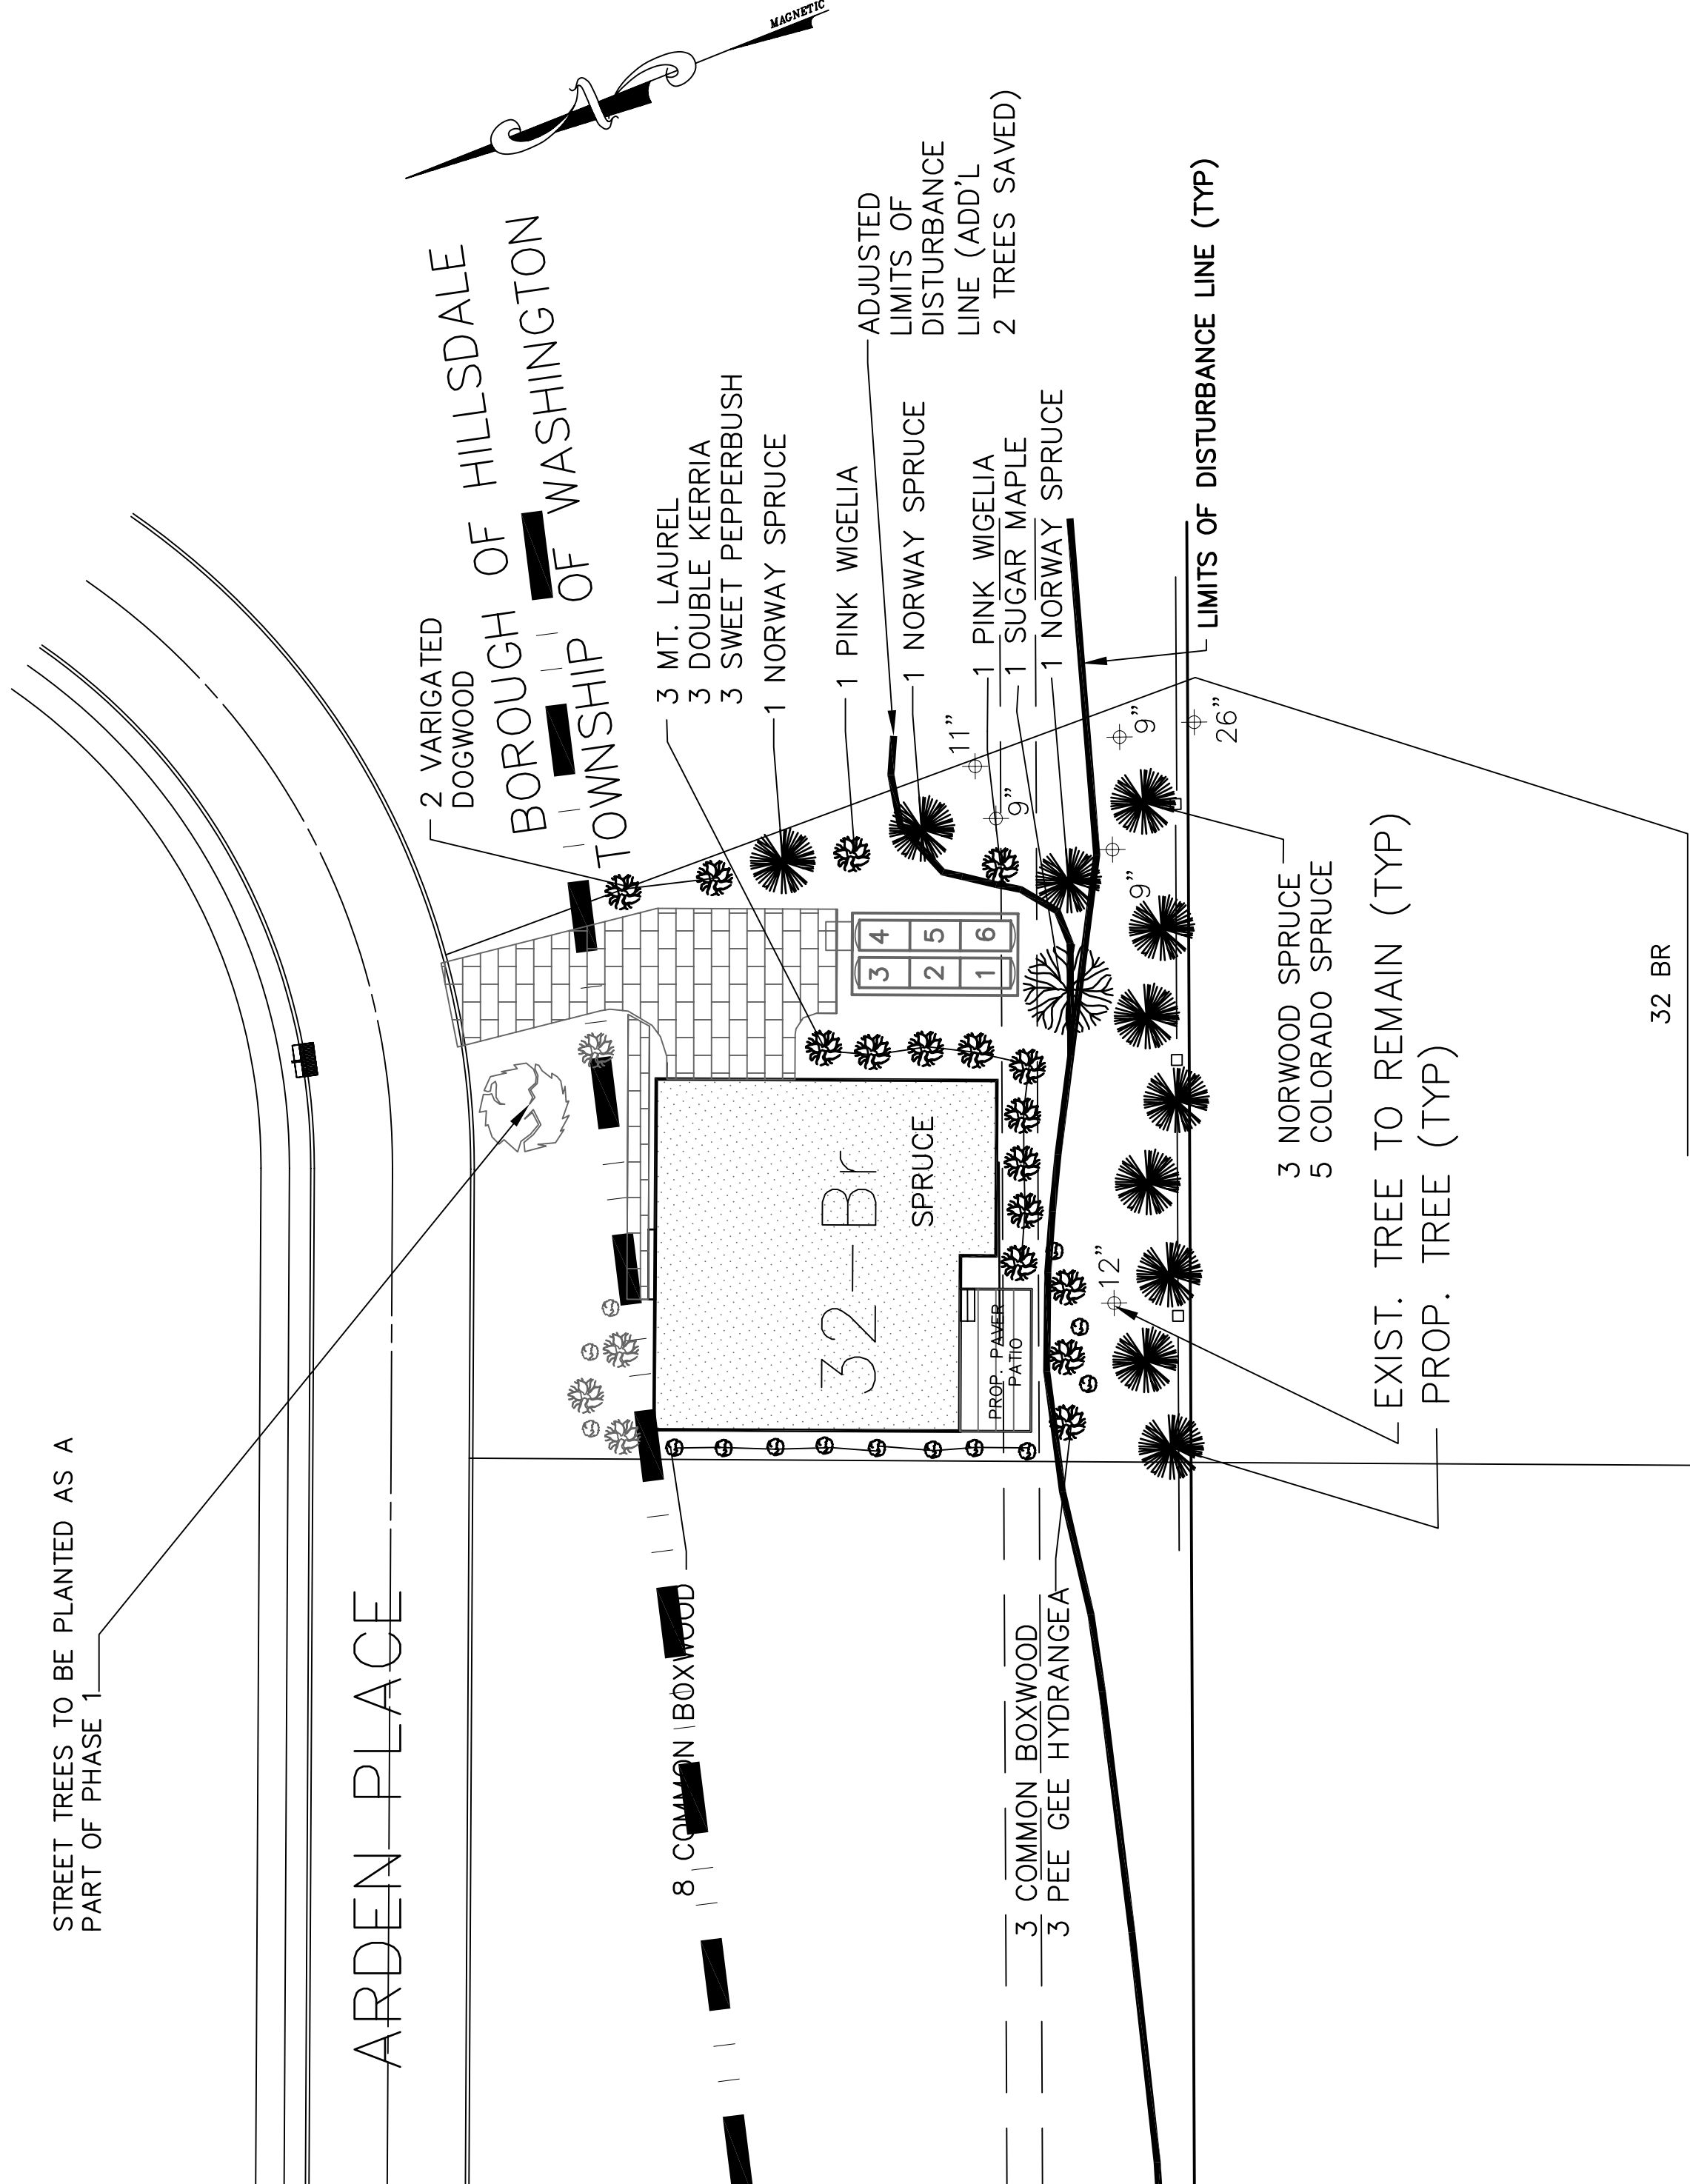 MAGNETIC
N
STREET TREES TO BE PLANTED AS A
PART OF PHASE 1
ARDEN PLACE
2 VARIGATED
DOGWOOD
BOROUGH OF HILLSDALE
TOWNSHIP OF WASHINGTON
3 MT. LAUREL
3 DOUBLE KERRIA
3 SWEET PEPPERBUSH
1 NORWAY SPRUCE
1 PINK WIGELIA
ADJUSTED
LIMITS OF
DISTURBANCE
LINE (ADD'L
2 TREES SAVED)
1 NORWAY SPRUCE
1 PINK WIGELIA
1 SUGAR MAPLE
1 NORWAY SPRUCE
LIMITS OF DISTURBANCE LINE (TYP)
11"
9"
9"
26"
9"
12"
3 4
2 5
1 6
32-Br
SPRUCE
PROP. PAVER
PATIO
8 COMMON BOXWOOD
3 COMMON BOXWOOD
3 PEE GEE HYDRANGEA
3 NORWOOD SPRUCE
5 COLORADO SPRUCE
EXIST. TREE TO REMAIN (TYP)
PROP. TREE (TYP)
32 BR